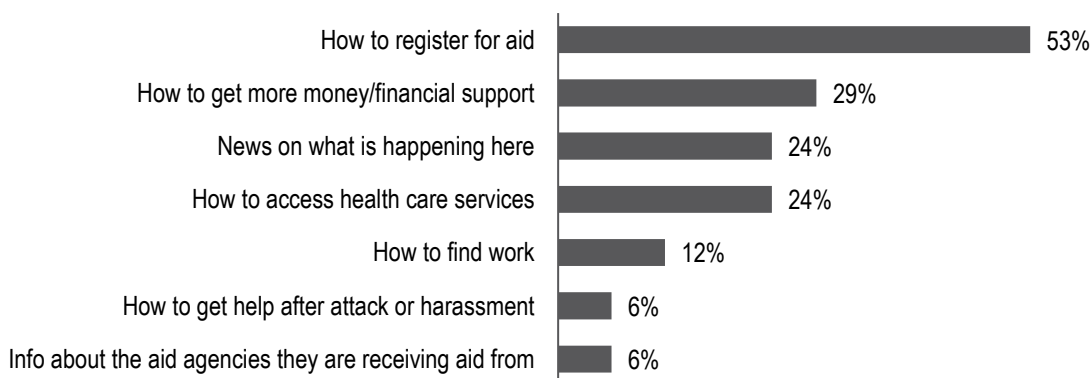 How to register for aid 53%
How to get more money/financial support 29%
News on what is happening here 24%
How to access health care services 24%
How to find work 12%
How to get help after attack or harassment 6%
Info about the aid agencies they are receiving aid from 6%